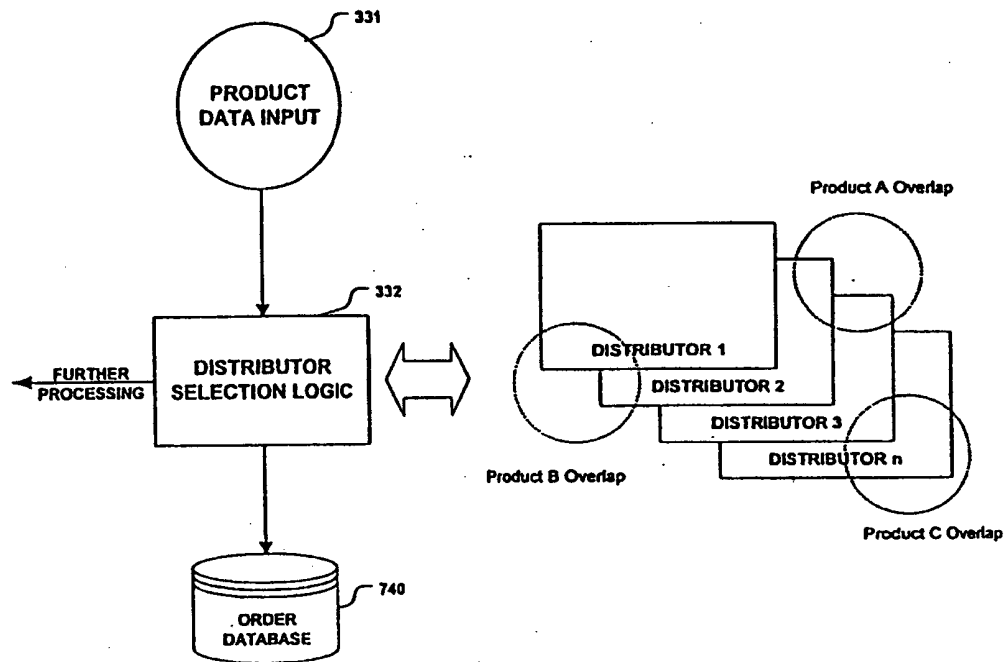 331
PRODUCT
DATA INPUT
Product A Overlap
332
DISTRIBUTOR
SELECTION LOGIC
FURTHER
PROCESSING
DISTRIBUTOR 1
DISTRIBUTOR 2
DISTRIBUTOR 3
DISTRIBUTOR n
Product B Overlap
Product C Overlap
740
ORDER
DATABASE